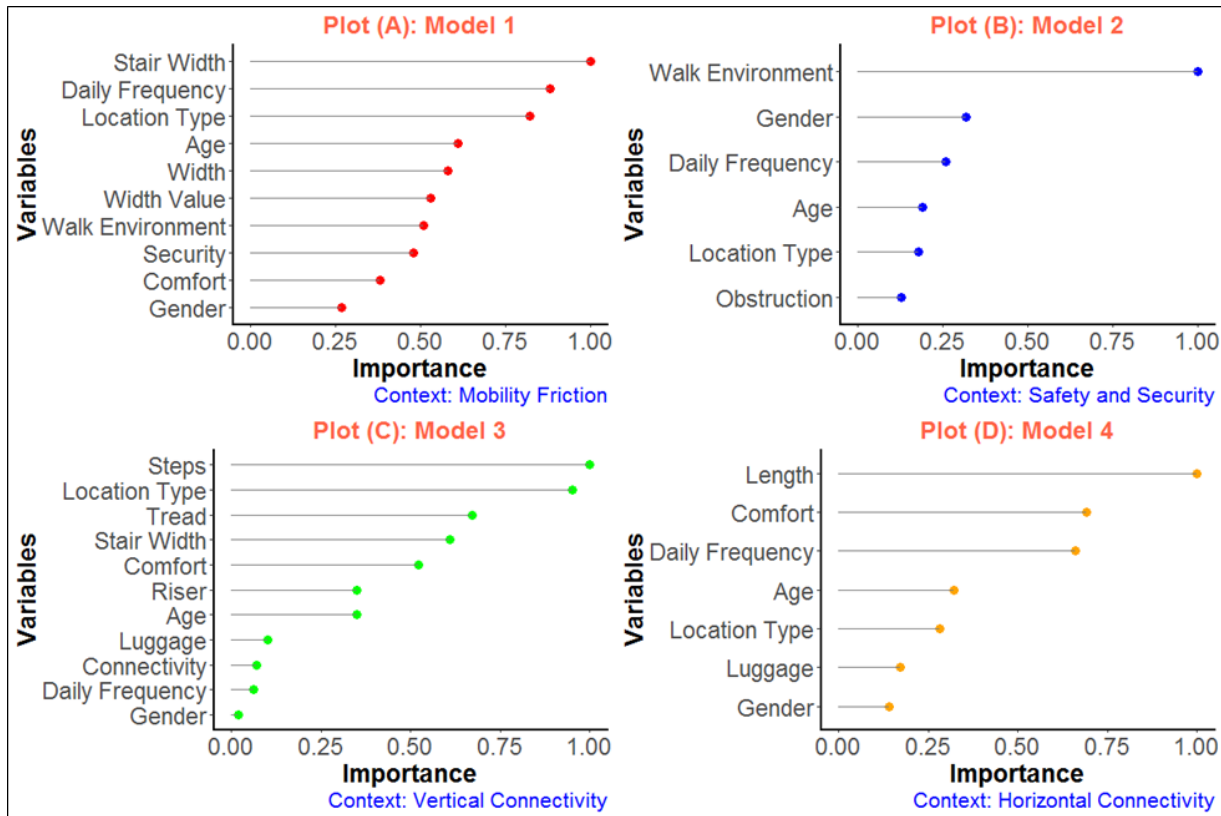 Plot (A): Model 1
Variables
Stair Width
Daily Frequency
Location Type
Age
Width
Width Value
Walk Environment
Security
Comfort
Gender
0.00 0.25 0.50 0.75 1.00
Importance
Context: Mobility Friction
Plot (B): Model 2
Variables
Walk Environment
Gender
Daily Frequency
Age
Location Type
Obstruction
0.00 0.25 0.50 0.75 1.00
Importance
Context: Safety and Security
Plot (C): Model 3
Variables
Steps
Location Type
Tread
Stair Width
Comfort
Riser
Age
Luggage
Connectivity
Daily Frequency
Gender
0.00 0.25 0.50 0.75 1.00
Importance
Context: Vertical Connectivity
Plot (D): Model 4
Variables
Length
Comfort
Daily Frequency
Age
Location Type
Luggage
Gender
0.00 0.25 0.50 0.75 1.00
Importance
Context: Horizontal Connectivity